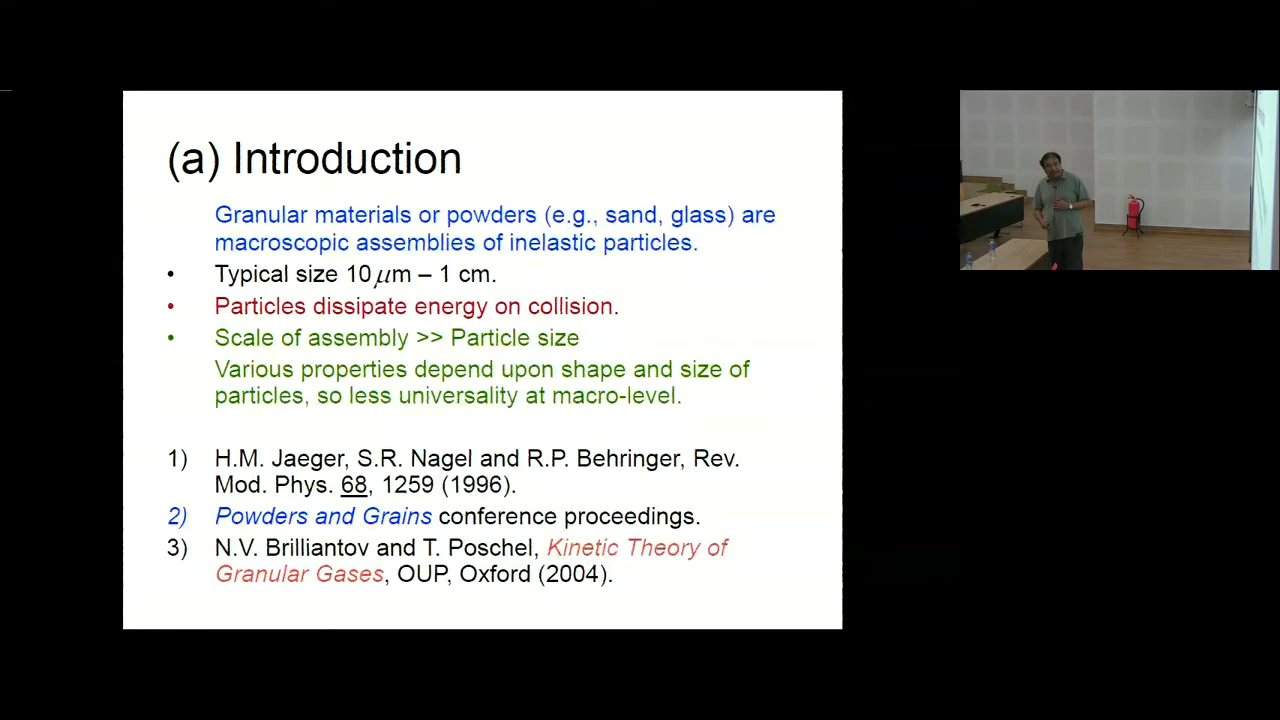 (a) Introduction
Granular materials or powders (e.g., sand, glass) are
macroscopic assemblies of inelastic particles.
• Typical size 10 μm – 1 cm.
• Particles dissipate energy on collision.
• Scale of assembly >> Particle size
Various properties depend upon shape and size of
particles, so less universality at macro-level.
1) H.M. Jaeger, S.R. Nagel and R.P. Behringer, Rev.
Mod. Phys. 68, 1259 (1996).
2) Powders and Grains conference proceedings.
3) N.V. Brilliantov and T. Poschel, Kinetic Theory of
Granular Gases, OUP, Oxford (2004).